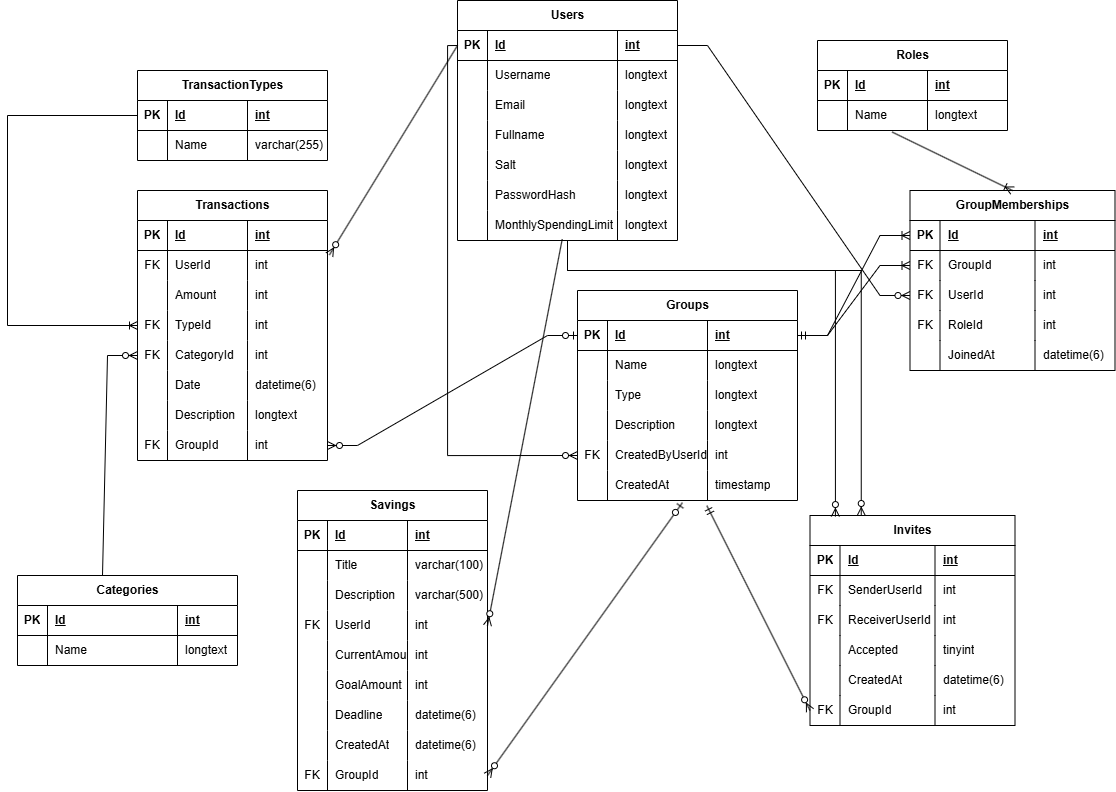 Users
PK Id int
Username longtext
Email longtext
Fullname longtext
Salt longtext
PasswordHash longtext
MonthlySpendingLimit longtext
Roles
PK Id int
Name longtext
TransactionTypes
PK Id int
Name varchar(255)
Transactions
PK Id int
FK UserId int
Amount int
FK TypeId int
FK CategoryId int
Date datetime(6)
Description longtext
FK GroupId int
GroupMemberships
PK Id int
FK GroupId int
FK UserId int
FK RoleId int
JoinedAt datetime(6)
Groups
PK Id int
Name longtext
Type longtext
Description longtext
FK CreatedByUserId int
CreatedAt timestamp
Savings
PK Id int
Title varchar(100)
Description varchar(500)
FK UserId int
CurrentAmou int
GoalAmount int
Deadline datetime(6)
CreatedAt datetime(6)
FK GroupId int
Invites
PK Id int
FK SenderUserId int
FK ReceiverUserId int
Accepted tinyint
CreatedAt datetime(6)
FK GroupId int
Categories
PK Id int
Name longtext